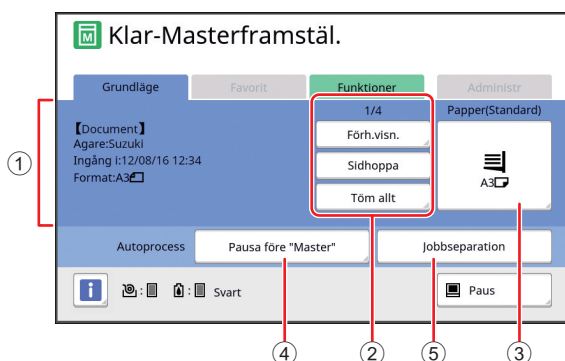 M
Klar-Masterframstäl.
Grundläge
Favorit
Funktioner
Administr
【Document】
Agare:Suzuki
Ingång i:12/08/16 12:34
Format:A3
1/4
Förh.visn.
Sidhoppa
Töm allt
Papper(Standard)
A3
Autoprocess
Pausa före "Master"
Jobbseparation
i
:
:
Svart
Paus
1
4
2
5
3